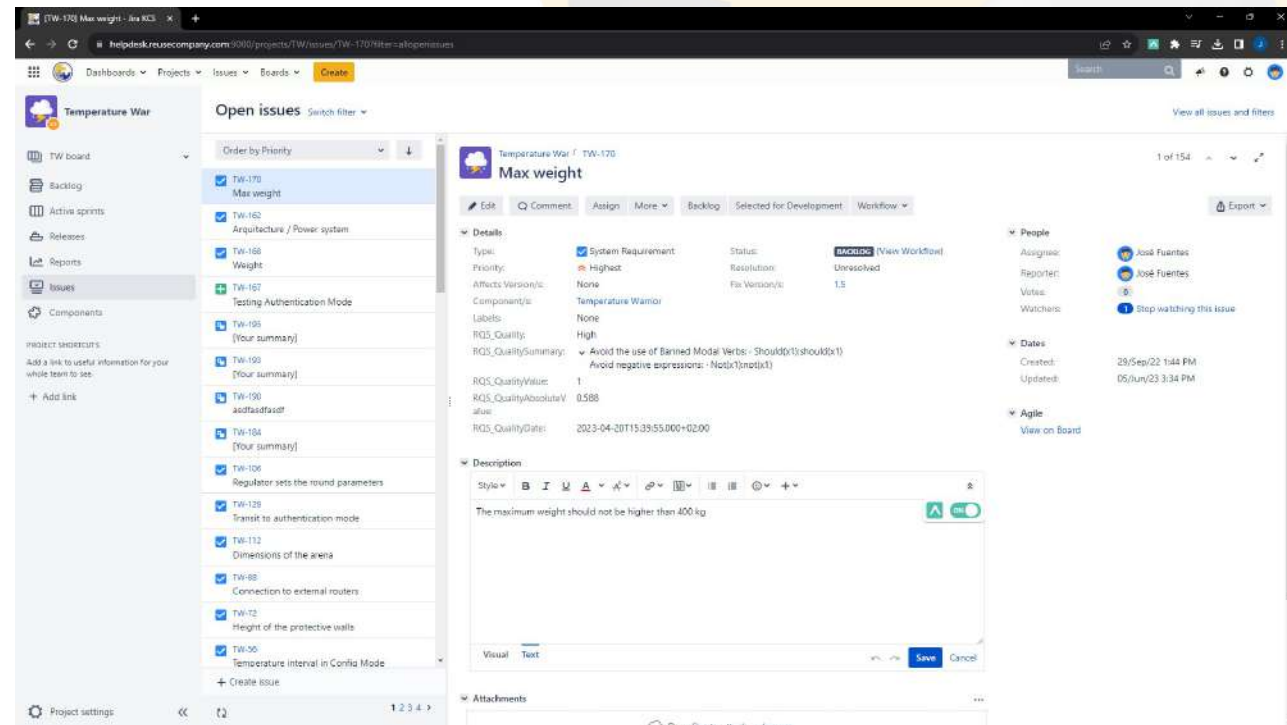 [TW-170] Max weight - Jira KCS
helpdesk.reusecompany.com:9000/projects/TW/issues/TW-170?filter=allopenissues
Dashboards Projects Issues Boards Create
Search
Temperature War
TW board
Backlog
Active sprints
Releases
Reports
Issues
Components
PROJECT SHORTCUTS
Add a link to useful information for your
whole team to see.
+ Add link
Project settings
Open issues Switch filter
View all issues and filters
Order by Priority
TW-170
Max weight
TW-162
Arquitecture / Power system
TW-168
Weight
TW-167
Testing Authentication Mode
TW-195
[Your summary]
TW-193
[Your summary]
TW-190
asdfasdfasdf
TW-184
[Your summary]
TW-106
Regulator sets the round parameters
TW-129
Transit to authentication mode
TW-112
Dimensions of the arena
TW-88
Connection to external routers
TW-72
Height of the protective walls
TW-56
Temperature interval in Config Mode
+ Create issue
1 2 3 4
Temperature War / TW-170
Max weight
1 of 154
Edit Comment Assign More Backlog Selected for Development Workflow Export
Details
Type: System Requirement Status: BACKLOG (View Workflow)
Priority: Highest Resolution: Unresolved
Affects Version/s: None Fix Version/s: 1.5
Component/s: Temperature Warrior
Labels: None
RQS_Quality: High
RQS_QualitySummary: Avoid the use of Banned Modal Verbs: - Should(x1):should(x1)
Avoid negative expressions: - Not(x1):not(x1)
RQS_QualityValue: 1
RQS_QualityAbsoluteV 0.588
alue:
RQS_QualityDate: 2023-04-20T15:39:55.000+02:00
Description
Style B I U A
The maximum weight should not be higher than 400 kg
ON
Visual Text Save Cancel
Attachments
People
Assignee: José Fuentes
Reporter: José Fuentes
Votes: 0
Watchers: 1 Stop watching this issue
Dates
Created: 29/Sep/22 1:44 PM
Updated: 05/Jun/23 3:34 PM
Agile
View on Board